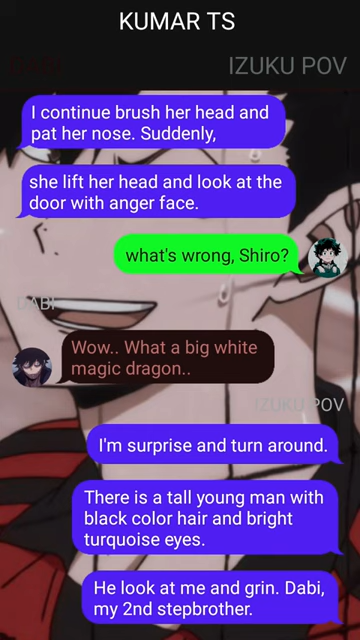 KUMAR TS
DABI
IZUKU POV
I continue brush her head and
pat her nose. Suddenly,
she lift her head and look at the
door with anger face.
what's wrong, Shiro?
DABI
Wow.. What a big white
magic dragon..
IZUKU POV
I'm surprise and turn around.
There is a tall young man with
black color hair and bright
turquoise eyes.
He look at me and grin. Dabi,
my 2nd stepbrother.